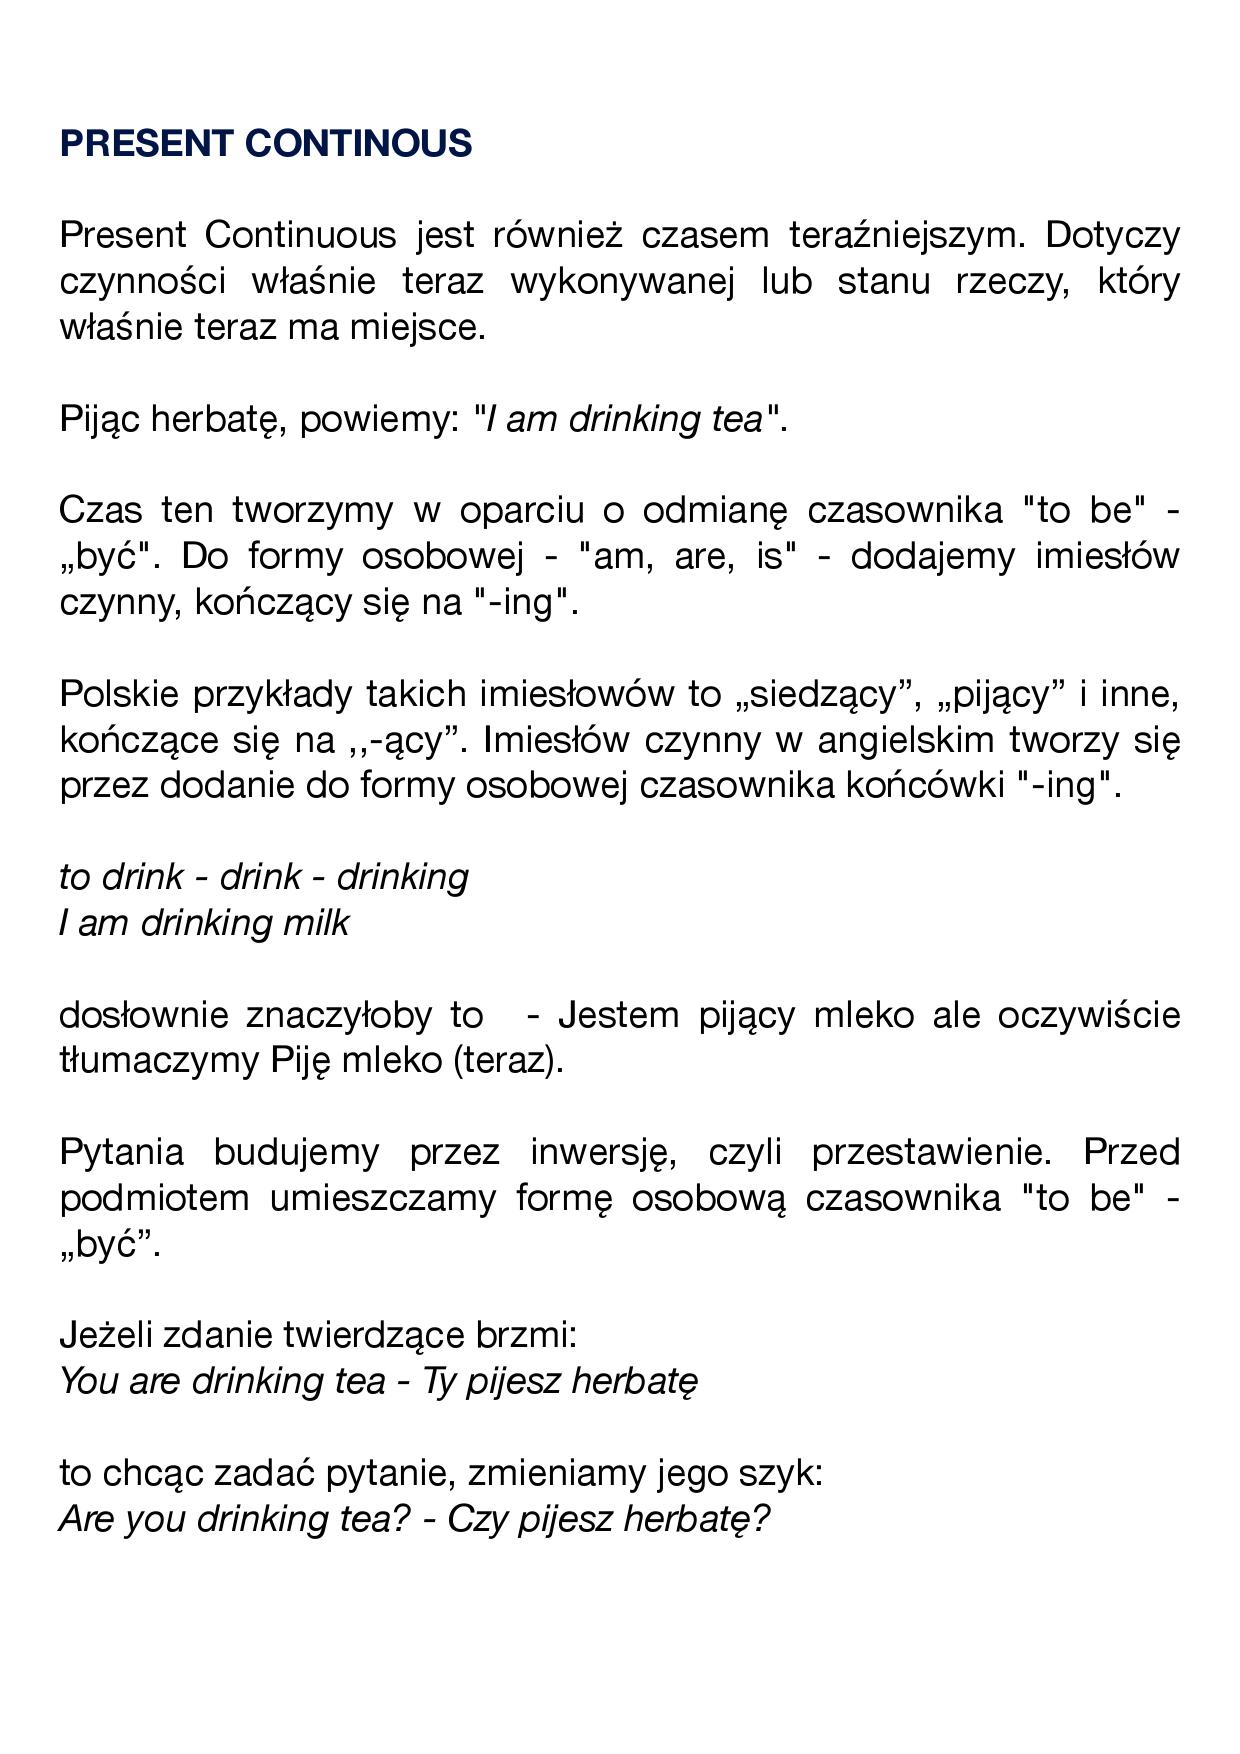 PRESENT CONTINOUS
Present Continuous jest również czasem teraźniejszym. Dotyczy
czynności właśnie teraz wykonywanej lub stanu rzeczy, który
właśnie teraz ma miejsce.
Pijąc herbatę, powiemy: "I am drinking tea".
Czas ten tworzymy w oparciu o odmianę czasownika "to be" -
„być". Do formy osobowej - "am, are, is" - dodajemy imiesłów
czynny, kończący się na "-ing".
Polskie przykłady takich imiesłowów to „siedzący”, „pijący” i inne,
kończące się na ,,-ący”. Imiesłów czynny w angielskim tworzy się
przez dodanie do formy osobowej czasownika końcówki "-ing".
to drink - drink - drinking
I am drinking milk
dosłownie znaczyłoby to - Jestem pijący mleko ale oczywiście
tłumaczymy Piję mleko (teraz).
Pytania budujemy przez inwersję, czyli przestawienie. Przed
podmiotem umieszczamy formę osobową czasownika "to be" -
„być”.
Jeżeli zdanie twierdzące brzmi:
You are drinking tea - Ty pijesz herbatę
to chcąc zadać pytanie, zmieniamy jego szyk:
Are you drinking tea? - Czy pijesz herbatę?